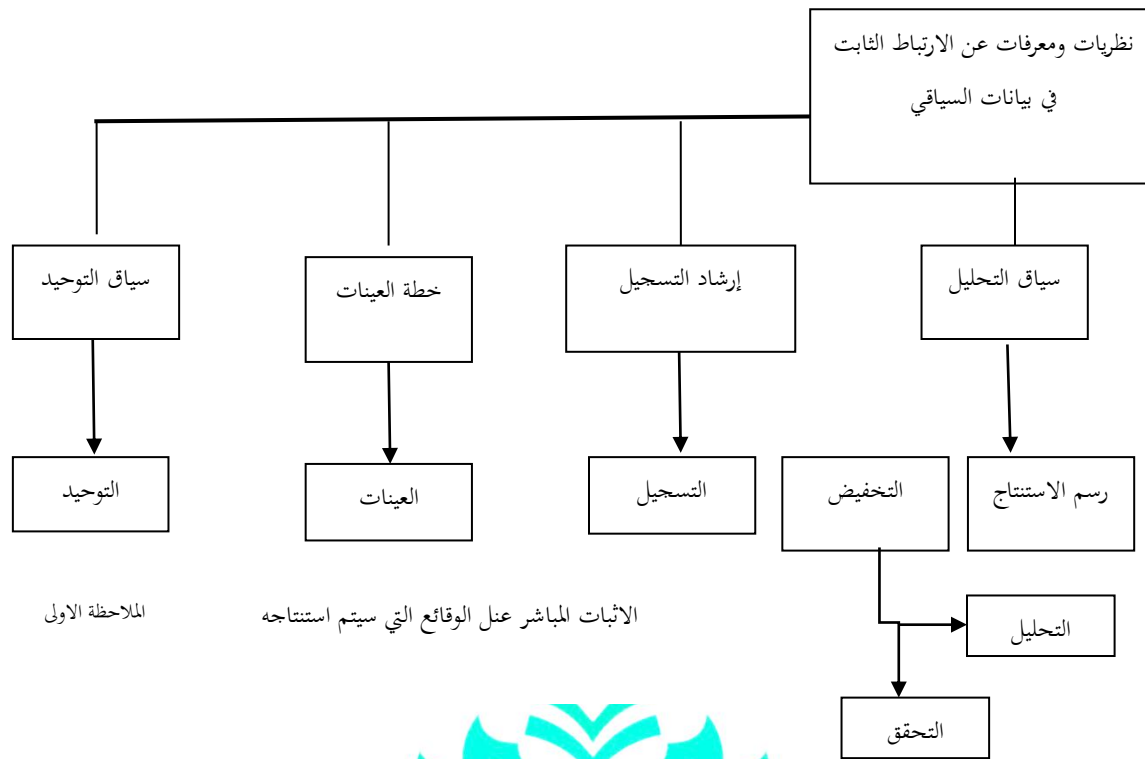 نظريات ومعرفات عن الارتباط الثابت
في بيانات السياقي
سياق التحليل
إرشاد التسجيل
خطة العينات
سياق التوحيد
رسم الاستنتاج
التخفيض
التسجيل
العينات
التوحيد
الاثبات المباشر عنل الوقائع التي سيتم استنتاجه
الملاحظة الاولى
التحليل
التحقق